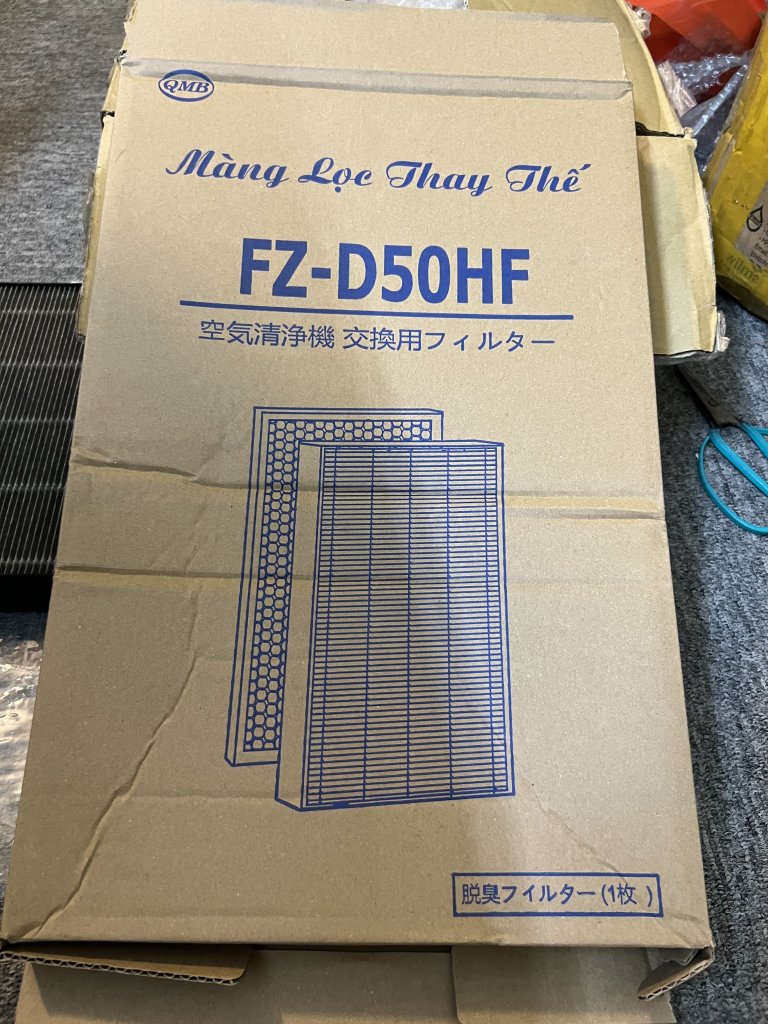 QMB
Màng Lọc Thay Thế
FZ-D50HF
空気清浄機 交換用フィルター
脱臭フィルター(1枚 )
wilma